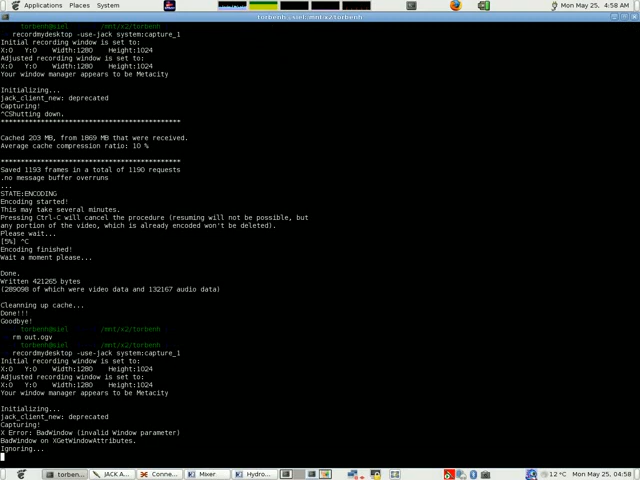 Applications Places System
Mon May 25, 4:58 AM
torbenh@siel:/mnt/x2/torbenh
torbenh@siel /mnt/x2/torbenh
recordmydesktop -use-jack system:capture_1
Initial recording window is set to:
X:0 Y:0 Width:1280 Height:1024
Adjusted recording window is set to:
X:0 Y:0 Width:1280 Height:1024
Your window manager appears to be Metacity
Initializing...
jack_client_new: deprecated
Capturing!
^CShutting down.
*********************************************
Cached 203 MB, from 1869 MB that were received.
Average cache compression ratio: 10 %
*********************************************
Saved 1193 frames in a total of 1190 requests
.no message buffer overruns
...
STATE:ENCODING
Encoding started!
This may take several minutes.
Pressing Ctrl-C will cancel the procedure (resuming will not be possible, but
any portion of the video, which is already encoded won't be deleted).
Please wait...
[5%] ^C
Encoding finished!
Wait a moment please...
Done.
Written 421265 bytes
(289098 of which were video data and 132167 audio data)
Cleanning up cache...
Done!!!
Goodbye!
torbenh@siel /mnt/x2/torbenh
rm out.ogv
torbenh@siel /mnt/x2/torbenh
recordmydesktop -use-jack system:capture_1
Initial recording window is set to:
X:0 Y:0 Width:1280 Height:1024
Adjusted recording window is set to:
X:0 Y:0 Width:1280 Height:1024
Your window manager appears to be Metacity
Initializing...
jack_client_new: deprecated
Capturing!
X Error: BadWindow (invalid Window parameter)
BadWindow on XGetWindowAttributes.
Ignoring...
torben... JACK A... Conne... Mixer Hydro... 12 °C Mon May 25, 04:58